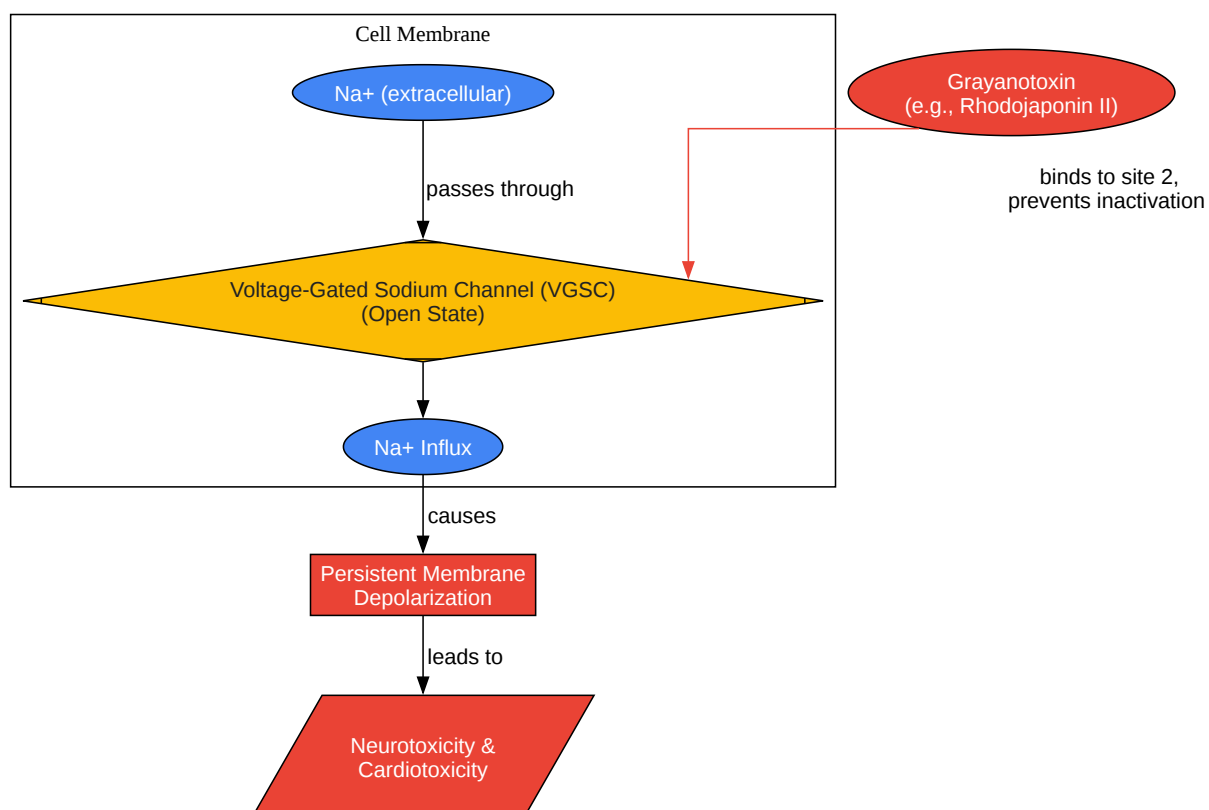 Cell Membrane
Na+ (extracellular)
Grayanotoxin
(e.g., Rhodojaponin II)
passes through
binds to site 2,
prevents inactivation
Voltage-Gated Sodium Channel (VGSC)
(Open State)
Na+ Influx
causes
Persistent Membrane
Depolarization
leads to
Neurotoxicity &
Cardiotoxicity